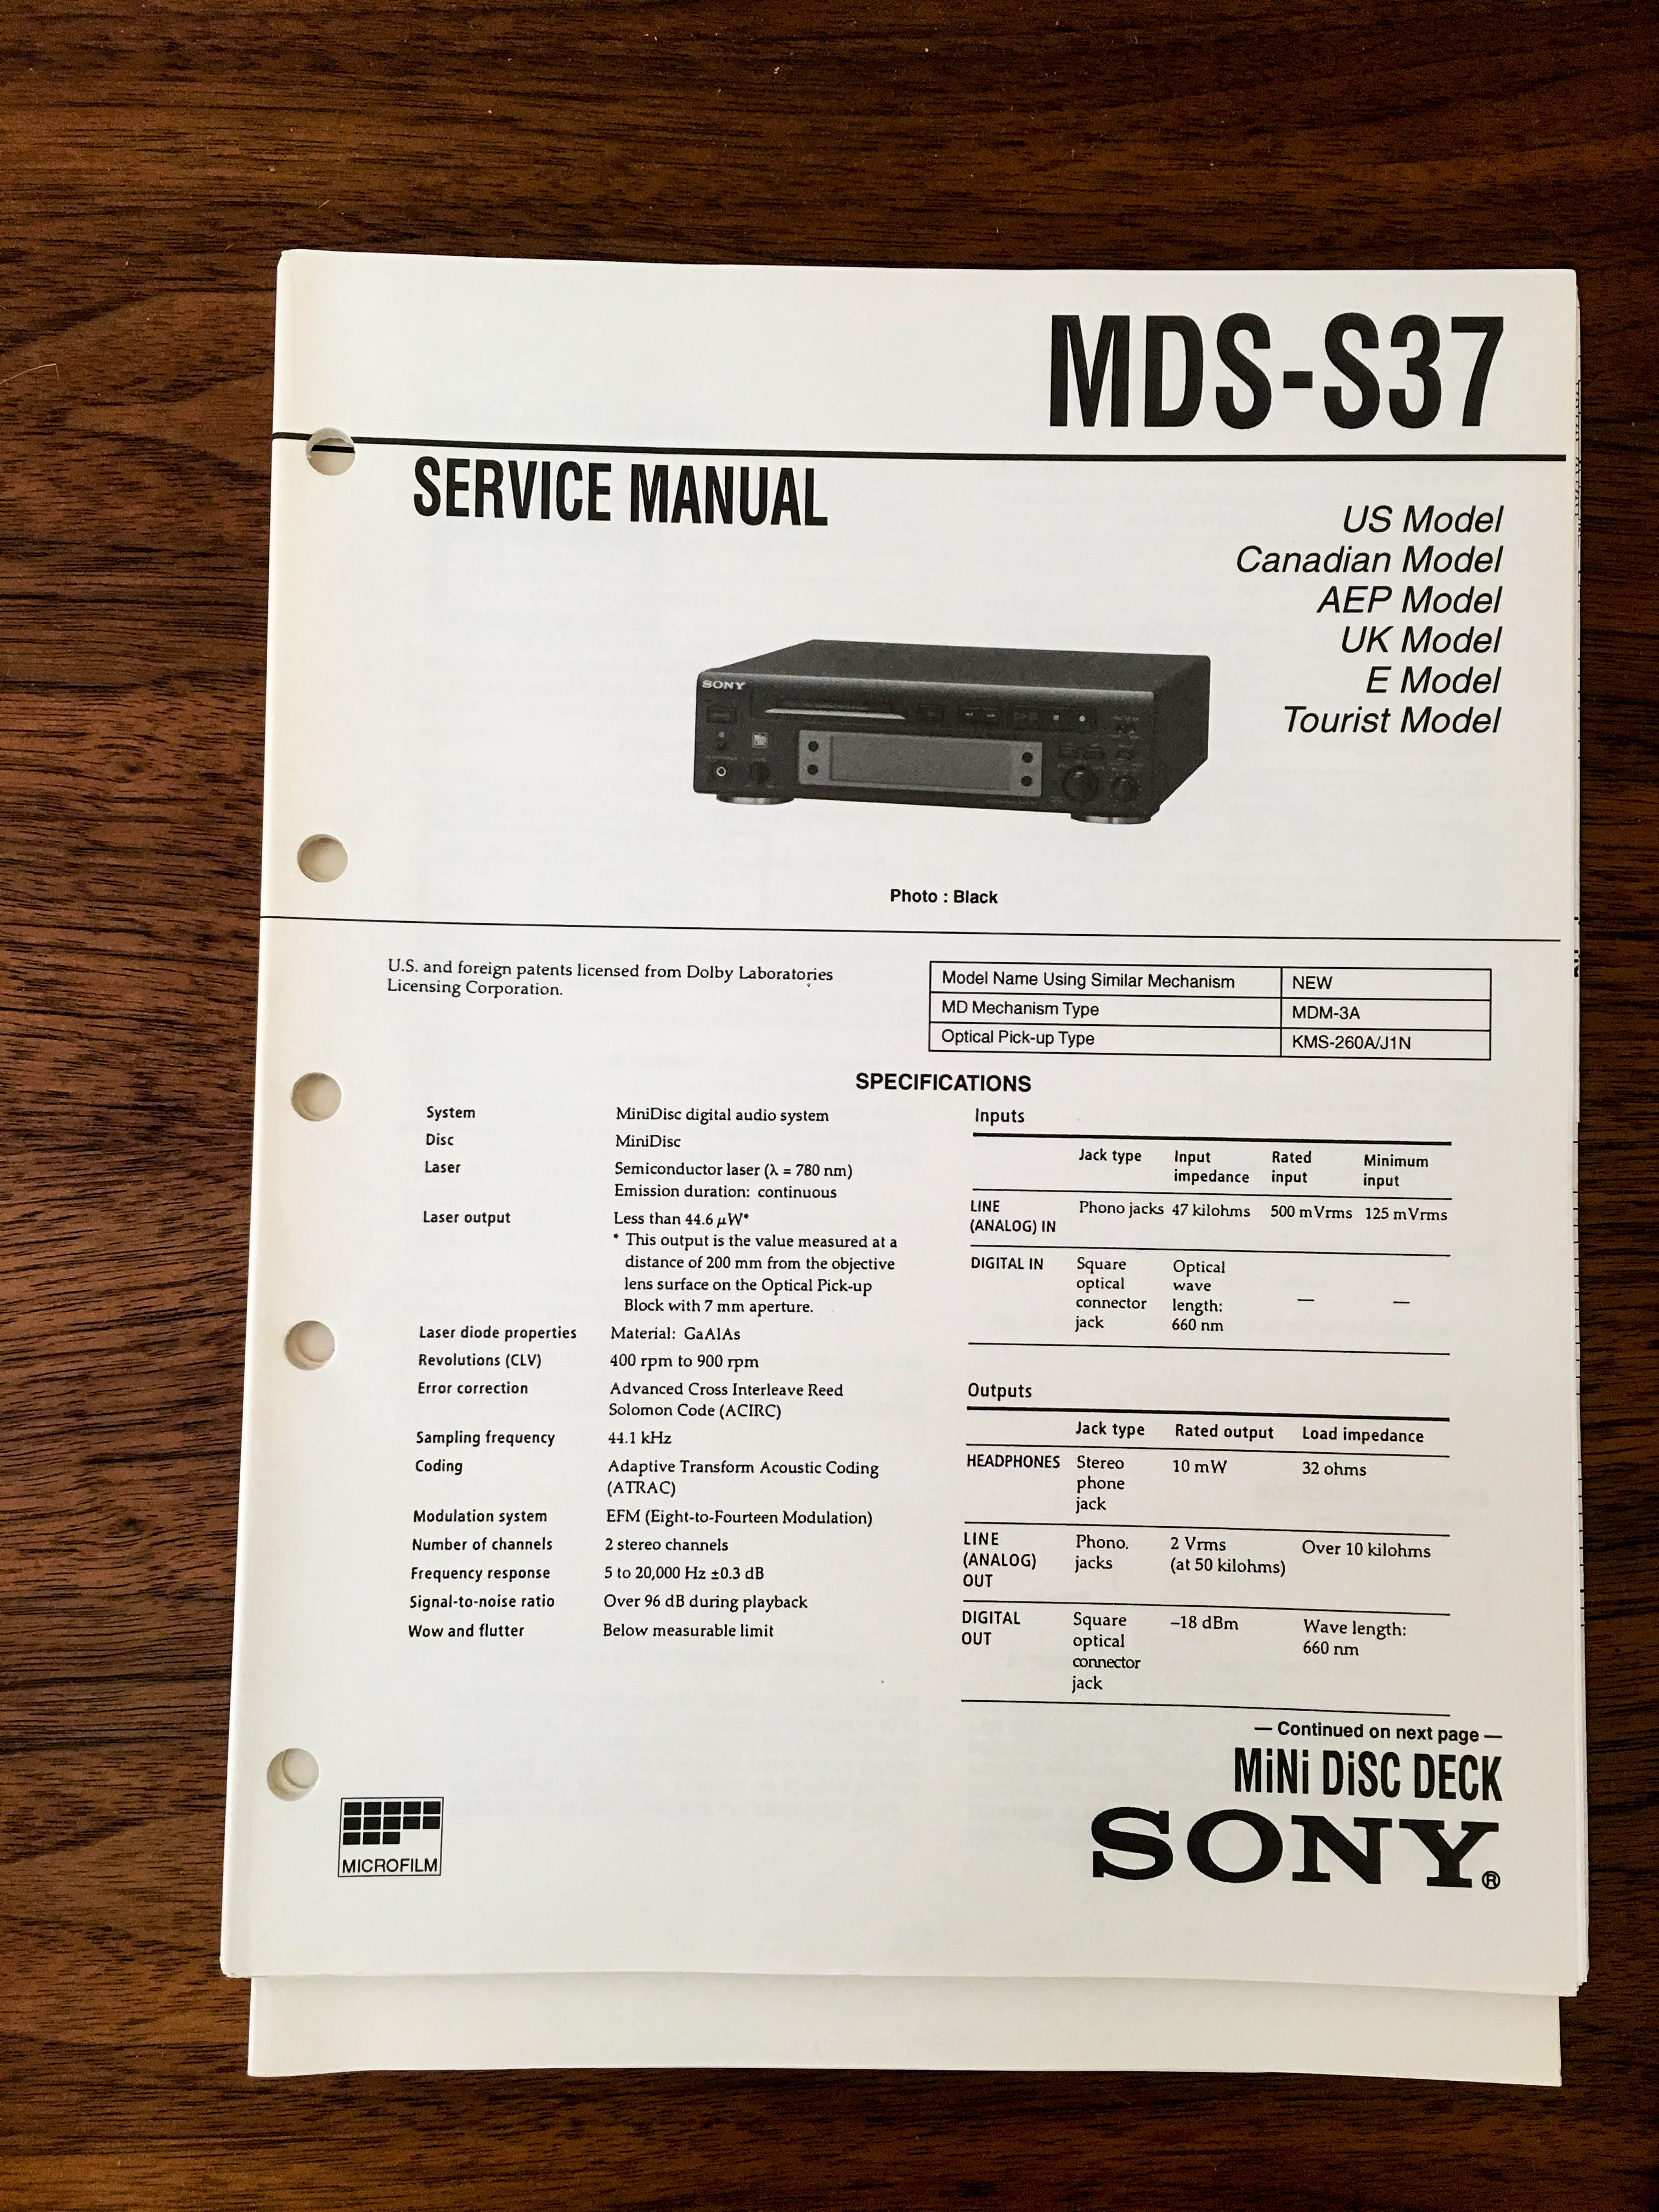 MDS-S37
SERVICE MANUAL
US Model
Canadian Model
AEP Model
UK Model
E Model
Tourist Model
SONY
Photo : Black
U.S. and foreign patents licensed from Dolby Laboratories
Licensing Corporation.
Model Name Using Similar Mechanism NEW
MD Mechanism Type MDM-3A
Optical Pick-up Type KMS-260A/J1N
SPECIFICATIONS
System MiniDisc digital audio system
Disc MiniDisc
Laser Semiconductor laser (λ = 780 nm)
Emission duration: continuous
Laser output Less than 44.6 μW*
* This output is the value measured at a
distance of 200 mm from the objective
lens surface on the Optical Pick-up
Block with 7 mm aperture.
Laser diode properties Material: GaAlAs
Revolutions (CLV) 400 rpm to 900 rpm
Error correction Advanced Cross Interleave Reed
Solomon Code (ACIRC)
Sampling frequency 44.1 kHz
Coding Adaptive Transform Acoustic Coding
(ATRAC)
Modulation system EFM (Eight-to-Fourteen Modulation)
Number of channels 2 stereo channels
Frequency response 5 to 20,000 Hz ±0.3 dB
Signal-to-noise ratio Over 96 dB during playback
Wow and flutter Below measurable limit
Inputs
Jack type Input Rated Minimum
impedance input input
LINE Phono jacks 47 kilohms 500 mVrms 125 mVrms
(ANALOG) IN
DIGITAL IN Square Optical
optical wave
connector length: — —
jack 660 nm
Outputs
Jack type Rated output Load impedance
HEADPHONES Stereo 10 mW 32 ohms
phone
jack
LINE Phono. 2 Vrms Over 10 kilohms
(ANALOG) jacks (at 50 kilohms)
OUT
DIGITAL Square –18 dBm Wave length:
OUT optical 660 nm
connector
jack
— Continued on next page —
MiNi DiSC DECK
SONY®
MICROFILM